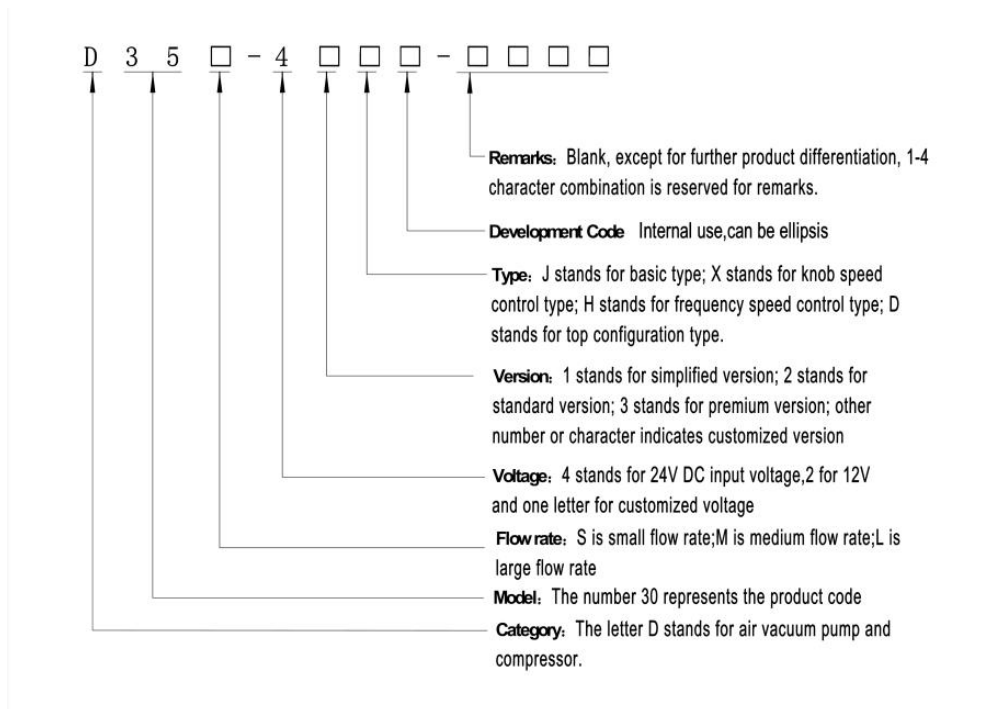 D 3 5 □ - 4 □ □ □ - □ □ □ □
Remarks: Blank, except for further product differentiation, 1-4
character combination is reserved for remarks.
Development Code Internal use,can be ellipsis
Type: J stands for basic type; X stands for knob speed
control type; H stands for frequency speed control type; D
stands for top configuration type.
Version: 1 stands for simplified version; 2 stands for
standard version; 3 stands for premium version; other
number or character indicates customized version
Voltage: 4 stands for 24V DC input voltage,2 for 12V
and one letter for customized voltage
Flow rate: S is small flow rate;M is medium flow rate;L is
large flow rate
Model: The number 30 represents the product code
Category: The letter D stands for air vacuum pump and
compressor.